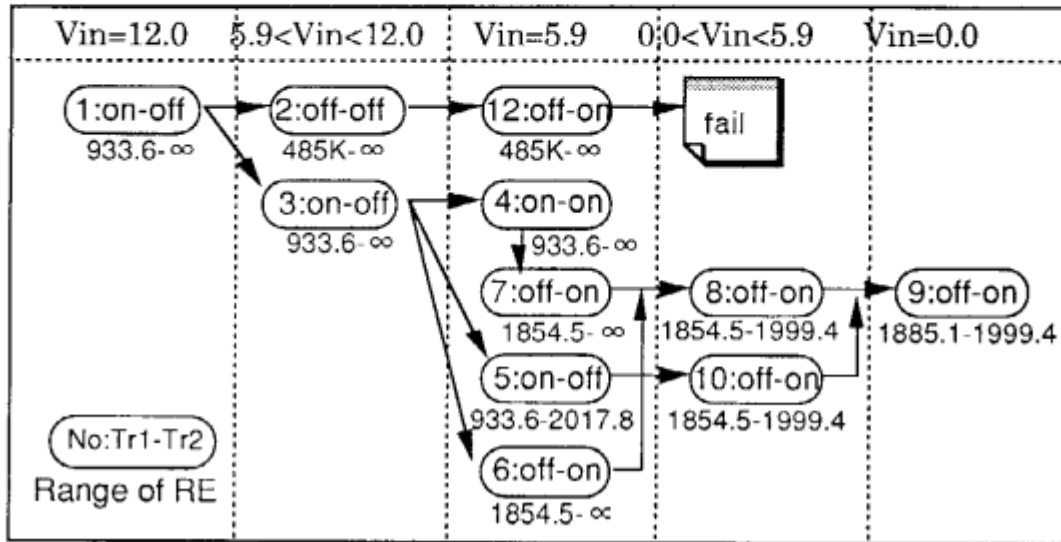 Vin=12.0 5.9<Vin<12.0 Vin=5.9 0.0<Vin<5.9 Vin=0.0
1:on-off 2:off-off 12:off-on fail
933.6-∞ 485K-∞ 485K-∞
3:on-off 4:on-on
933.6-∞ 933.6-∞
7:off-on 8:off-on 9:off-on
1854.5-∞ 1854.5-1999.4 1885.1-1999.4
5:on-off 10:off-on
933.6-2017.8 1854.5-1999.4
No:Tr1-Tr2 6:off-on
Range of RE 1854.5-∝